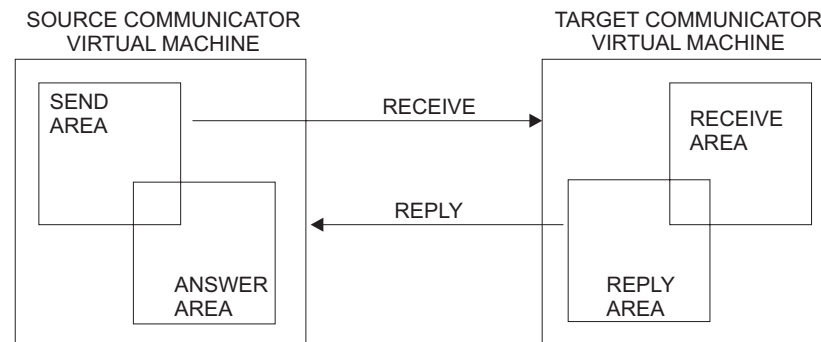 SOURCE COMMUNICATOR
VIRTUAL MACHINE
TARGET COMMUNICATOR
VIRTUAL MACHINE
SEND
AREA
RECEIVE
RECEIVE
AREA
REPLY
ANSWER
AREA
REPLY
AREA